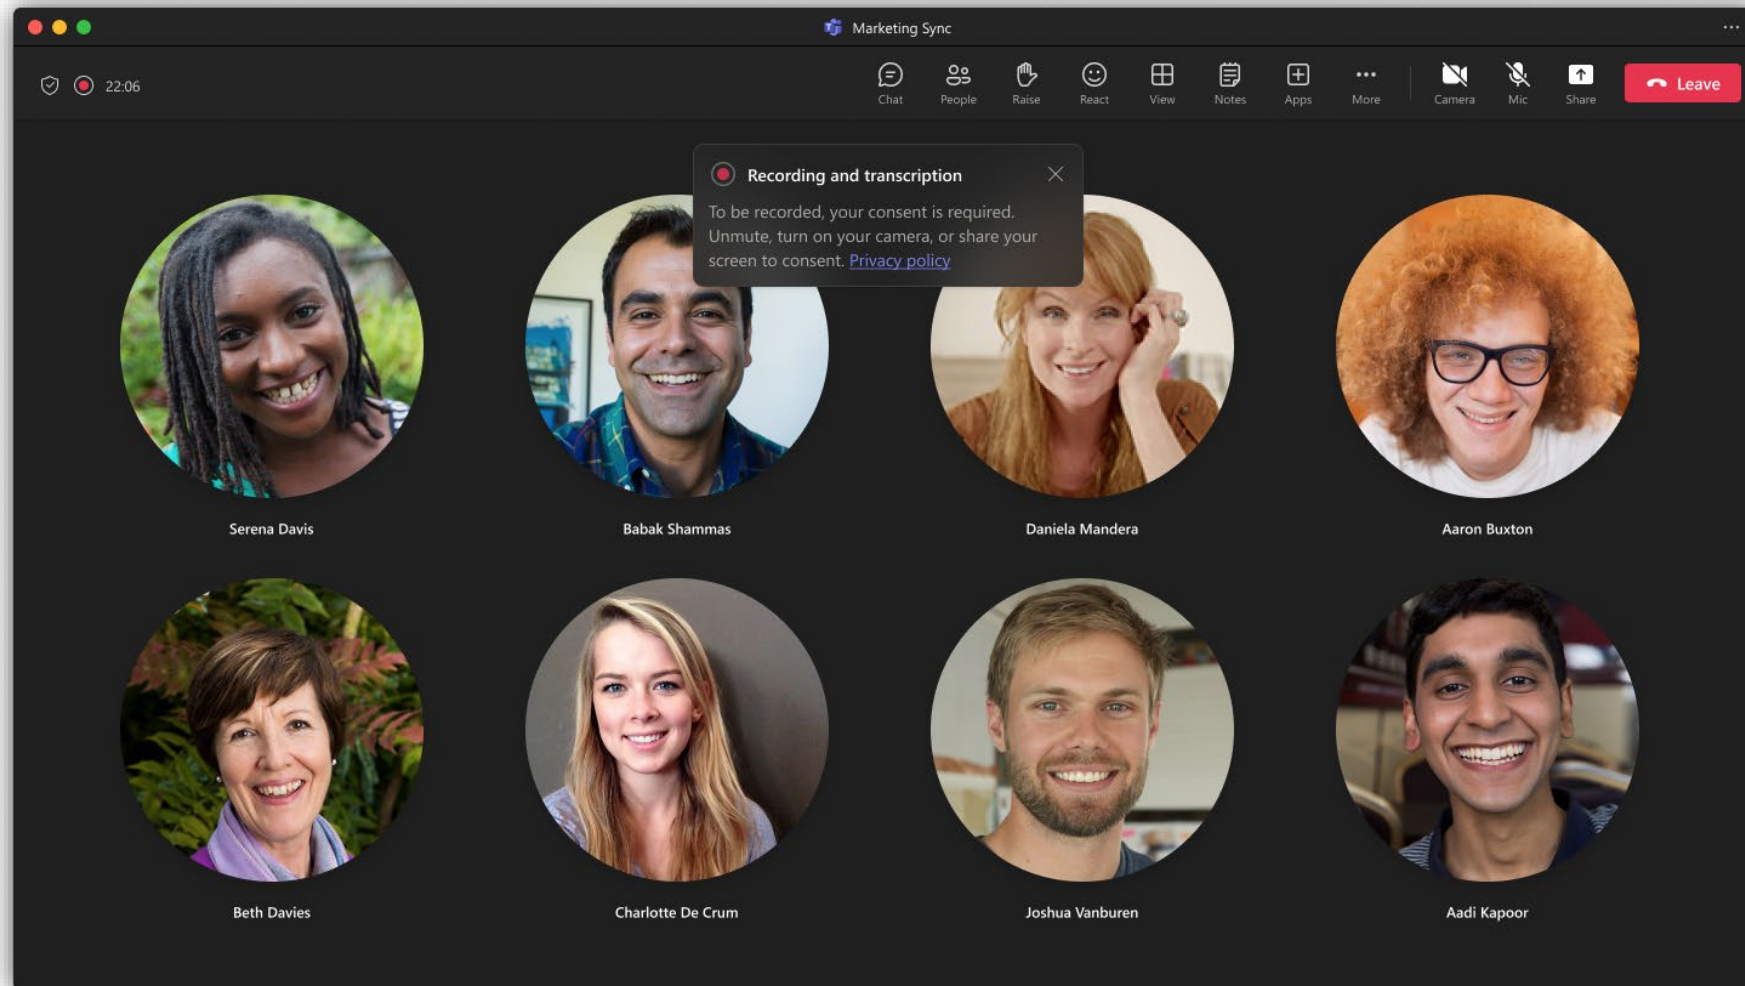 Marketing Sync
22:06
Chat
People
Raise
React
View
Notes
Apps
More
Camera
Mic
Share
Leave
Recording and transcription
To be recorded, your consent is required.
Unmute, turn on your camera, or share your
screen to consent. Privacy policy
Serena Davis
Babak Shammas
Daniela Mandera
Aaron Buxton
Beth Davies
Charlotte De Crum
Joshua Vanburen
Aadi Kapoor